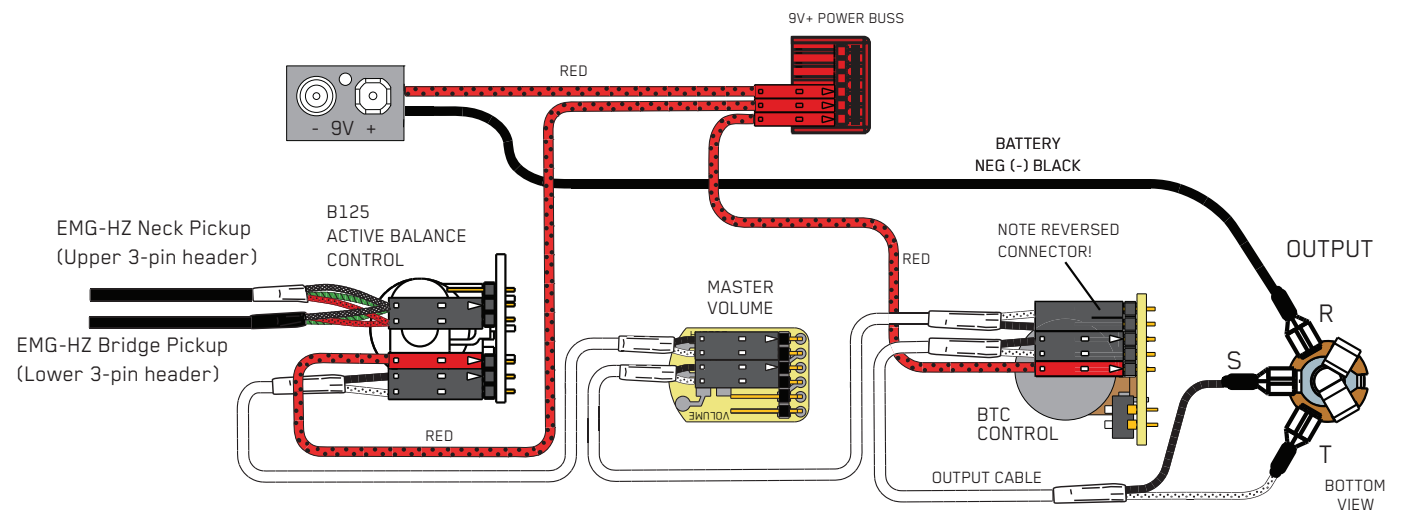 9V+ POWER BUSS
RED
- 9V +
BATTERY
NEG (-) BLACK
EMG-HZ Neck Pickup
(Upper 3-pin header)
B125
ACTIVE BALANCE
CONTROL
NOTE REVERSED
CONNECTOR!
OUTPUT
RED
MASTER
VOLUME
R
EMG-HZ Bridge Pickup
(Lower 3-pin header)
S
VOLUME
BTC
CONTROL
RED
T
OUTPUT CABLE
BOTTOM
VIEW